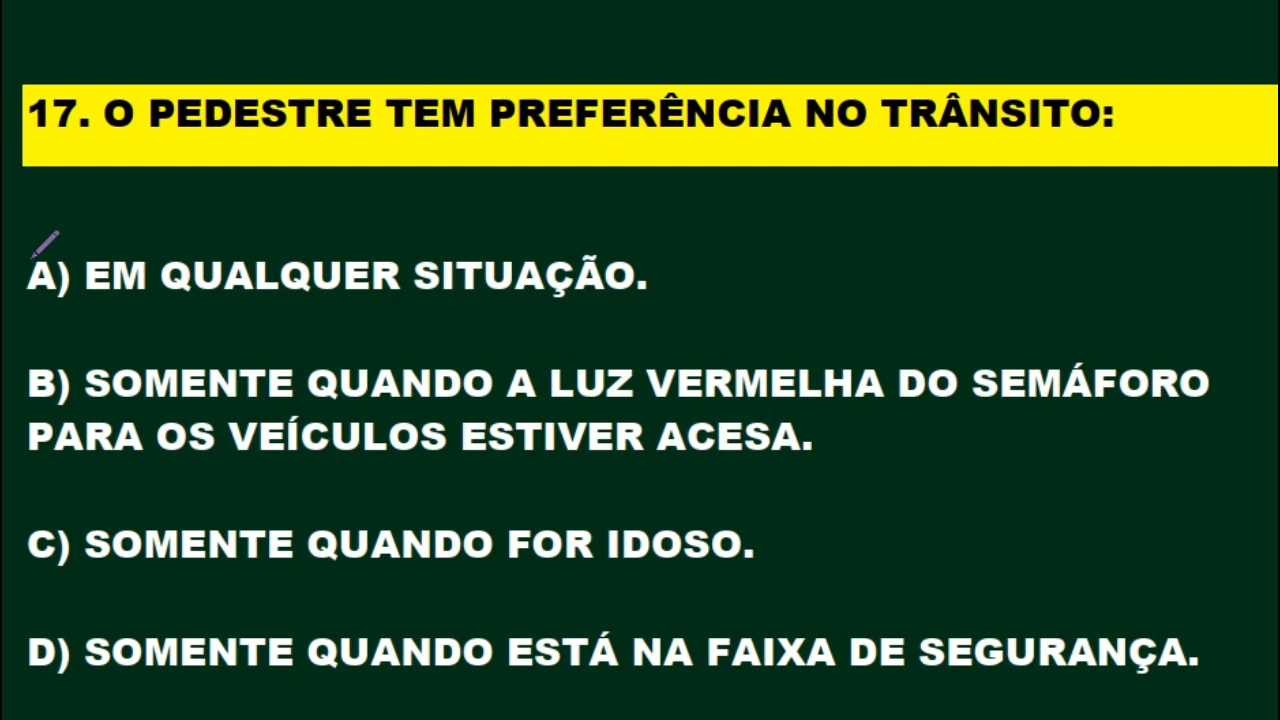 17. O PEDESTRE TEM PREFERÊNCIA NO TRÂNSITO:
A) EM QUALQUER SITUAÇÃO.
B) SOMENTE QUANDO A LUZ VERMELHA DO SEMÁFORO
PARA OS VEÍCULOS ESTIVER ACESA.
C) SOMENTE QUANDO FOR IDOSO.
D) SOMENTE QUANDO ESTÁ NA FAIXA DE SEGURANÇA.